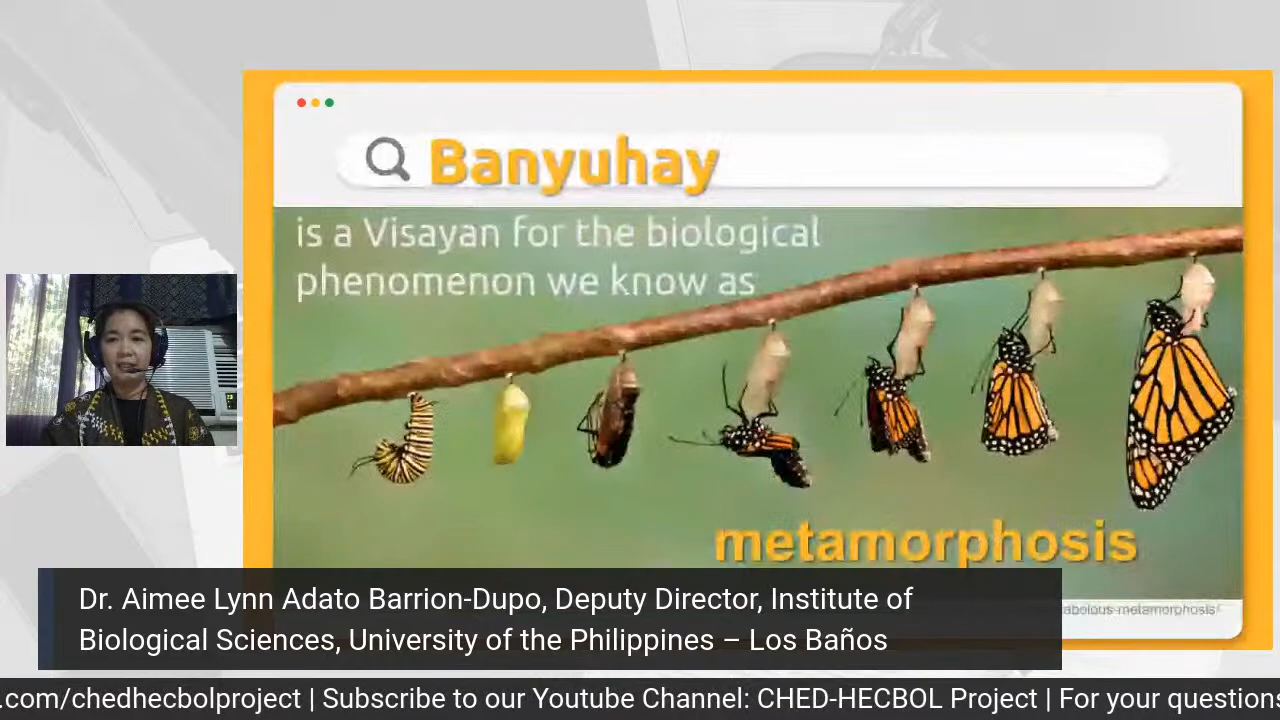 Banyuhay
is a Visayan for the biological
phenomenon we know as
metamorphosis
abolous-metamorphosis/
Dr. Aimee Lynn Adato Barrion-Dupo, Deputy Director, Institute of
Biological Sciences, University of the Philippines – Los Baños
.com/chedhecbolproject | Subscribe to our Youtube Channel: CHED-HECBOL Project | For your questions